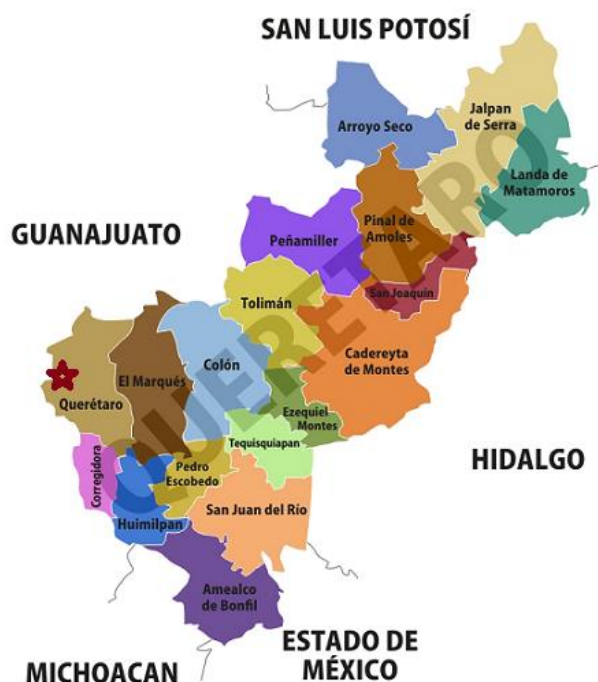 SAN LUIS POTOSÍ
Jalpan
de Serra
Arroyo Seco
Landa de
Matamoros
GUANAJUATO
Pinal de
Amoles
Peñamiller
San Joaquín
Tolimán
Cadereyta
de Montes
Colón
El Marqués
Querétaro
Ezequiel
Montes
Tequisquiapan
HIDALGO
Corregidora
Pedro
Escobedo
San Juan del Río
Huimilpan
Amealco
de Bonfil
ESTADO DE
MÉXICO
MICHOACAN
QUERETARO